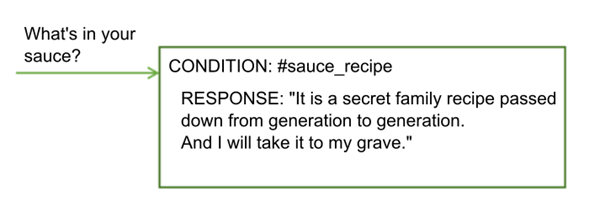 What's in your
sauce?
CONDITION: #sauce_recipe
RESPONSE: "It is a secret family recipe passed
down from generation to generation.
And I will take it to my grave."